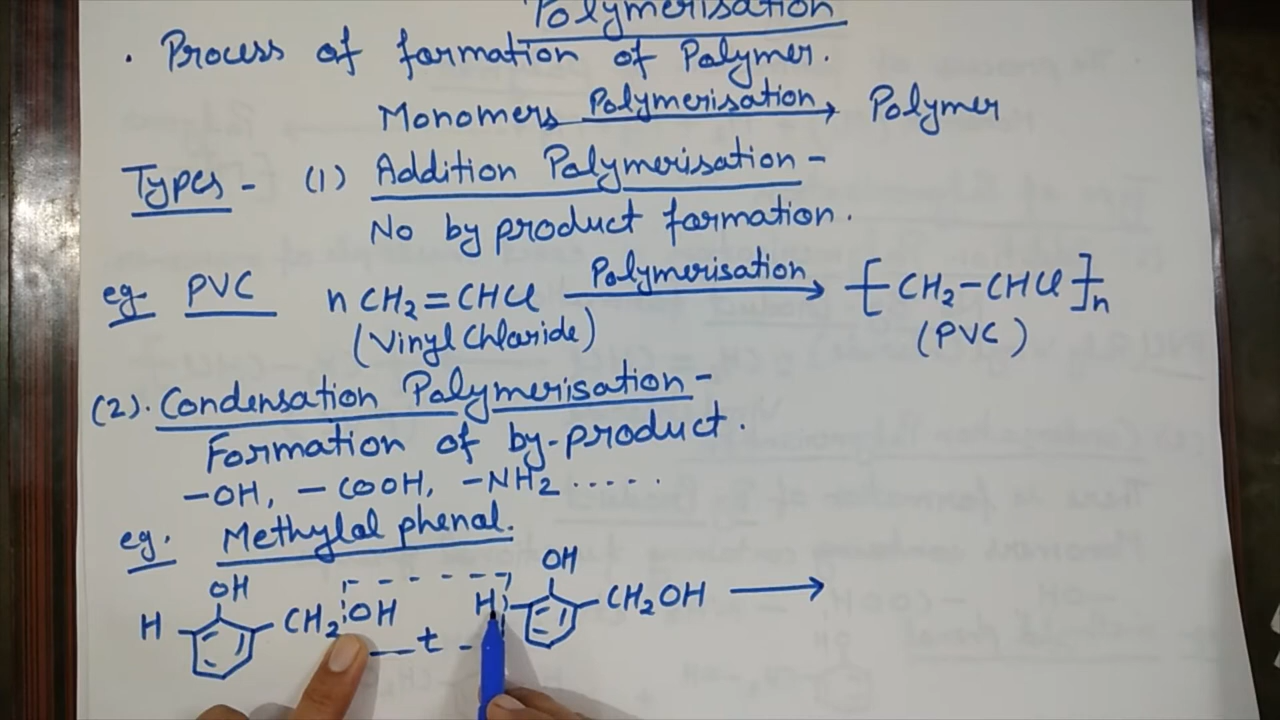 Polymerisation
. Process of formation of Polymer.
Monomers Polymerisation → Polymer
Types - (1) Addition Polymerisation -
No by product formation.
eg. PVC n CH2=CHCl Polymerisation → [CH2-CHCl]n
(Vinyl Chloride) (PVC)
(2). Condensation Polymerisation -
Formation of by-product.
-OH, -COOH, -NH2 .....
eg. Methylol phenol.
OH OH
H CH2 OH + H CH2OH →